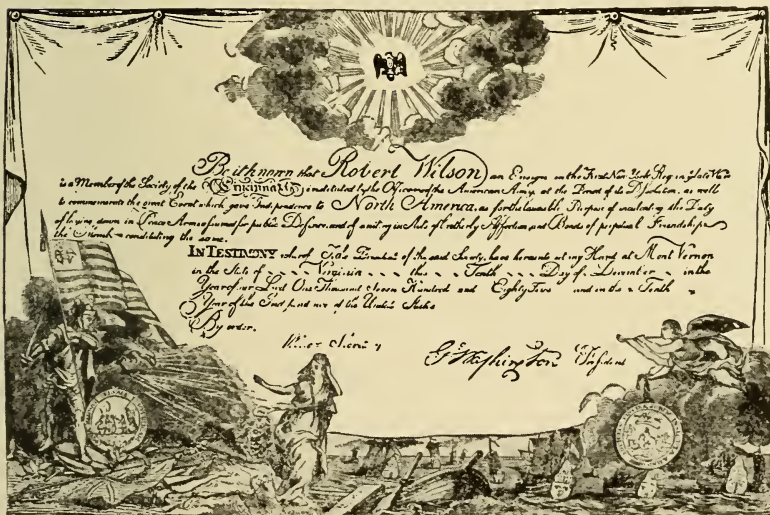 Be it known that Robert Wilson an Ensign in the First New York Reg in ye late War
is a Member of the Society of the Cincinnati; instituted by the Officers of the American Army, at the Period of its Dissolution, as well
to commemorate the great Event which gave Independence to North America, as for the laudable Purpose of inculcating the Duty
of laying down in Peace Arms assumed for public Defence, and of uniting in Acts of brotherly Affection and Bonds of perpetual Friendship
the Members constituting the same.
IN TESTIMONY whereof I, the President of the said Society, have hereunto set my Hand at Mont Vernon
in the State of Virginia this Tenth Day of December in the
Year of our Lord One Thousand Seven Hundred and Eighty Five and in the Tenth
Year of the Independence of the United States
By order.
G Washington President